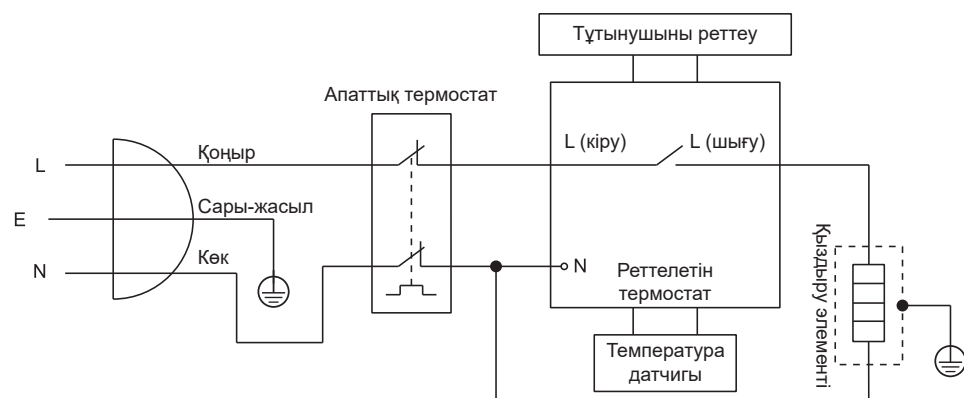 Тұтынушыны реттеу
Апаттық термостат
L
Қоңыр
L (кіру)
L (шығу)
E
Сары-жасыл
N
Көк
N
Реттелетін
термостат
Қыздыру элементі
Температура
датчигы